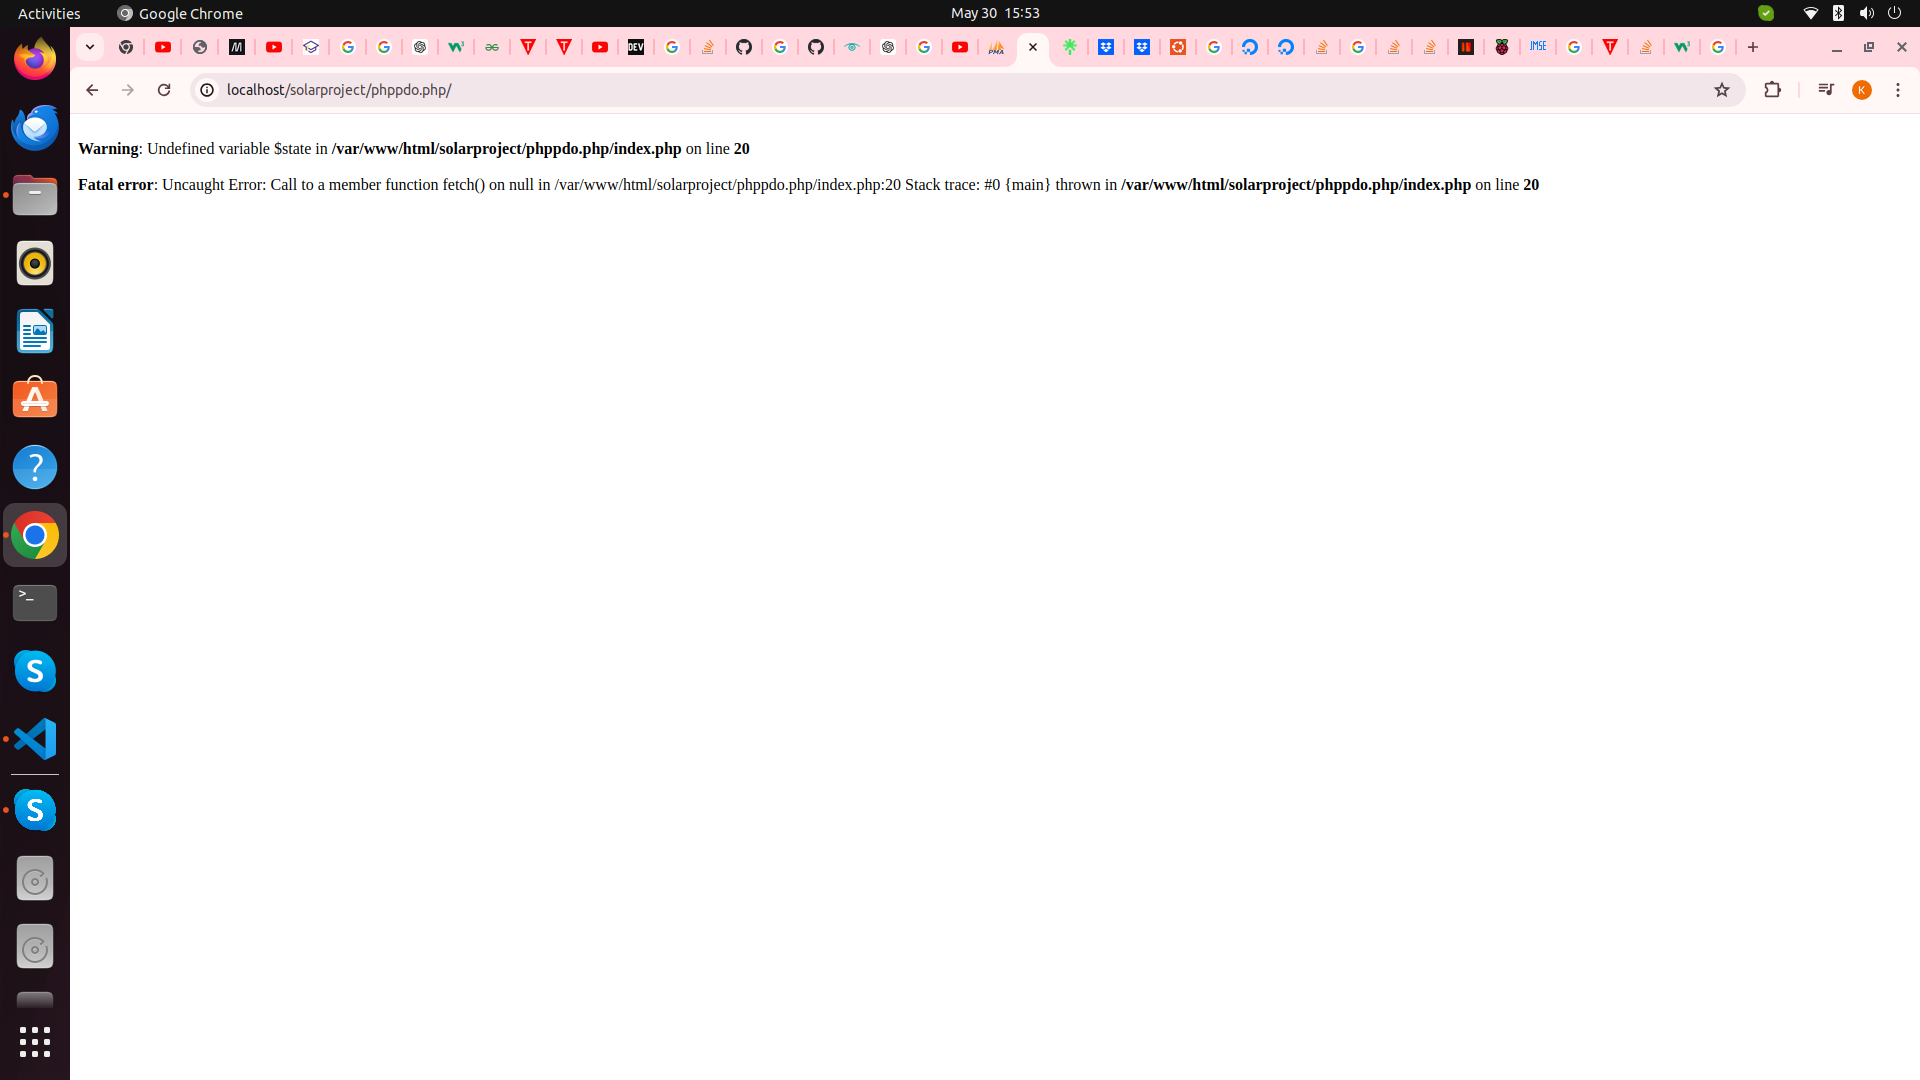 Activities
Google Chrome
May 30 15:53
DEV
PMA
JMSE
localhost/solarproject/phppdo.php/
K
Warning: Undefined variable $state in /var/www/html/solarproject/phppdo.php/index.php on line 20
Fatal error: Uncaught Error: Call to a member function fetch() on null in /var/www/html/solarproject/phppdo.php/index.php:20 Stack trace: #0 {main} thrown in /var/www/html/solarproject/phppdo.php/index.php on line 20